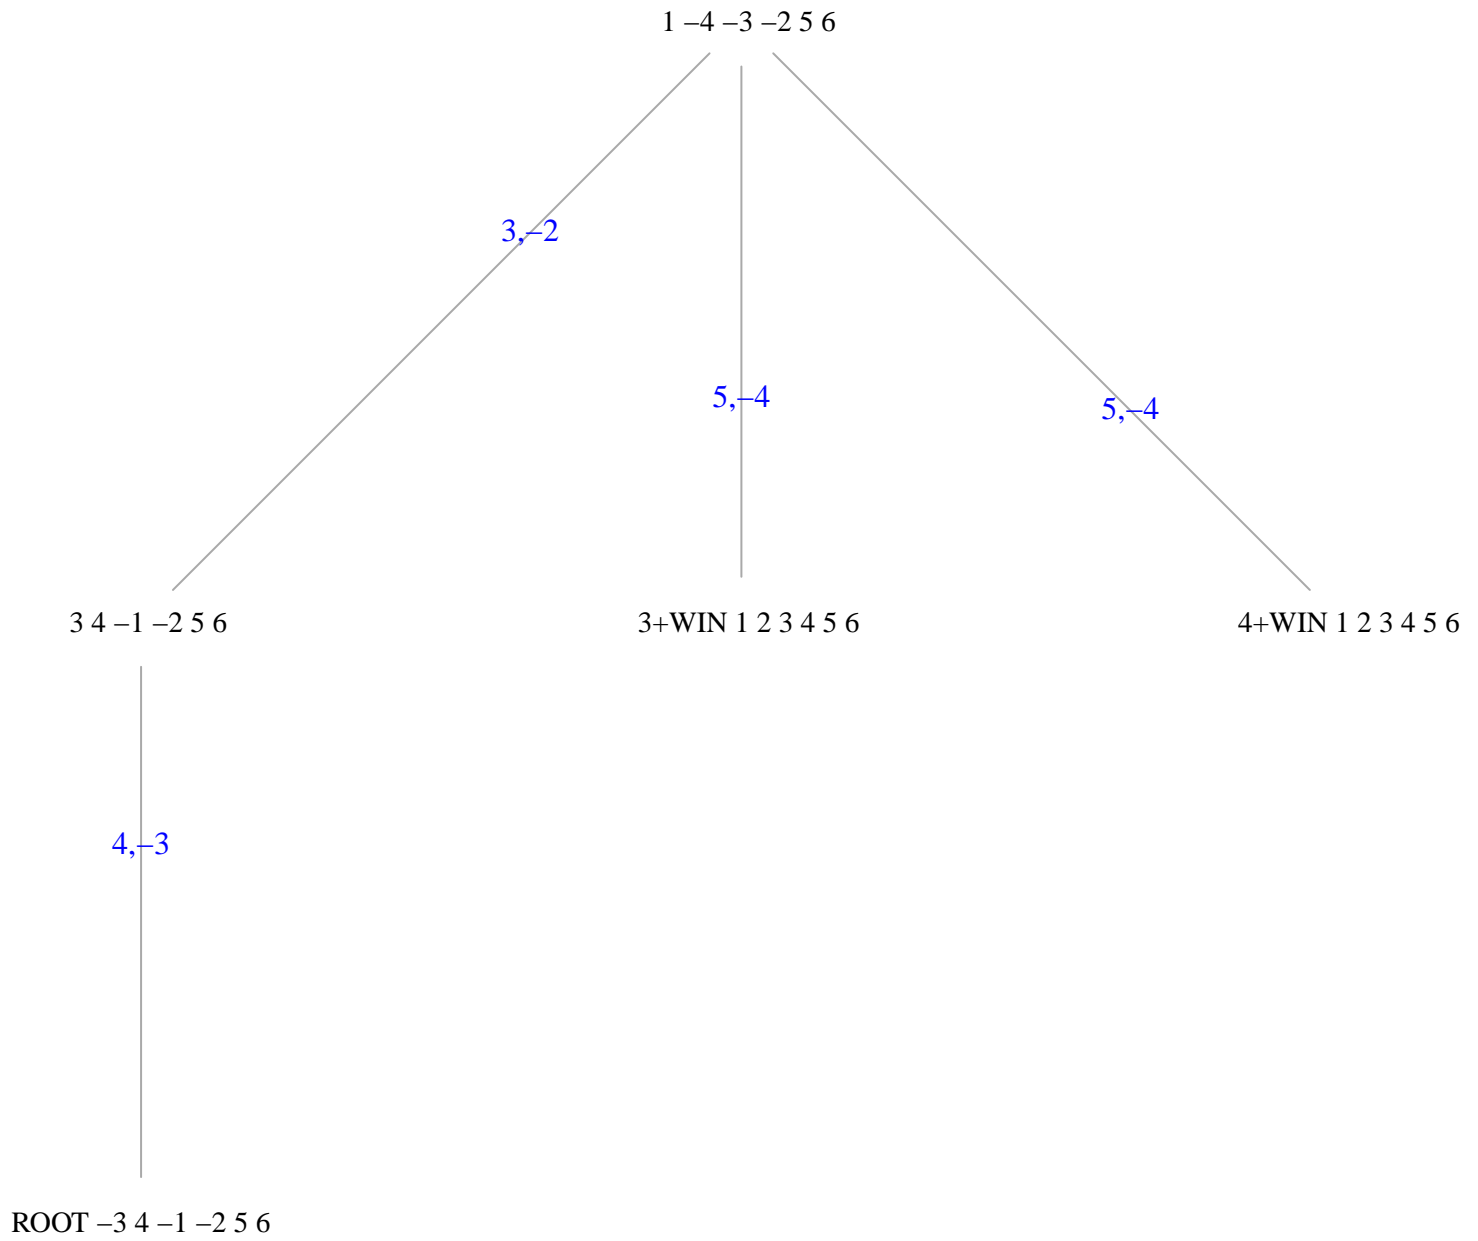 1 –4 –3 –2 5 6
3,–2
5,–4
5,–4
3 4 –1 –2 5 6
3+WIN 1 2 3 4 5 6
4+WIN 1 2 3 4 5 6
4,–3
ROOT –3 4 –1 –2 5 6